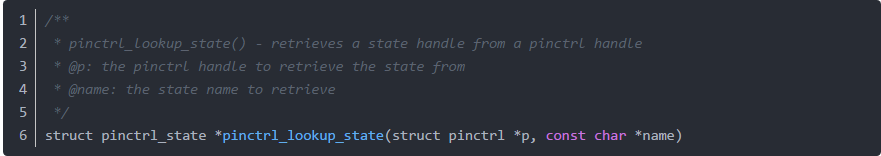 1 /**
2  * pinctrl_lookup_state() - retrieves a state handle from a pinctrl handle
3  * @p: the pinctrl handle to retrieve the state from
4  * @name: the state name to retrieve
5  */
6 struct pinctrl_state *pinctrl_lookup_state(struct pinctrl *p, const char *name)